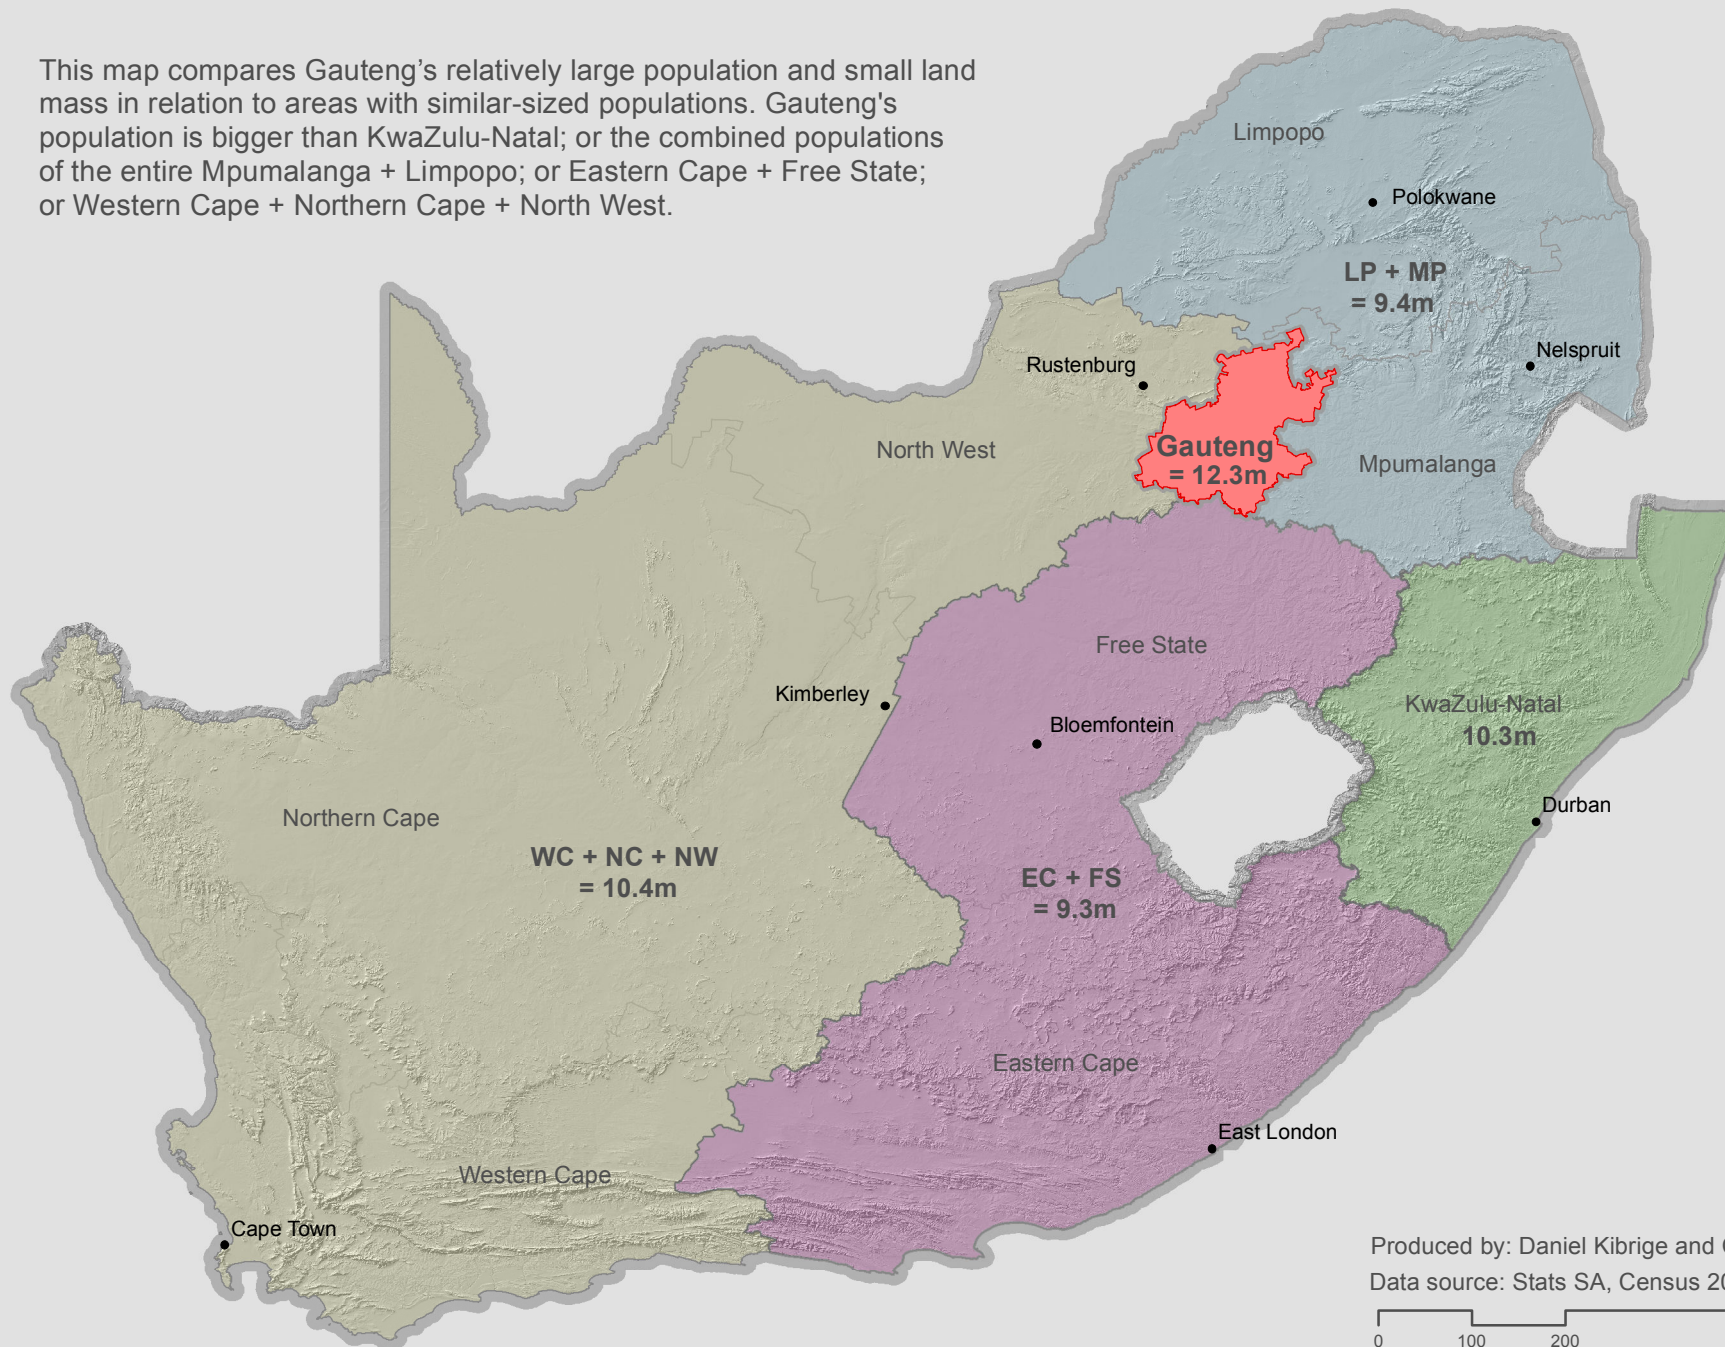 This map compares Gauteng's relatively large population and small land
mass in relation to areas with similar-sized populations. Gauteng's
population is bigger than KwaZulu-Natal; or the combined populations
of the entire Mpumalanga + Limpopo; or Eastern Cape + Free State;
or Western Cape + Northern Cape + North West.
Limpopo
Polokwane
LP + MP
= 9.4m
Nelspruit
Rustenburg
North West
Gauteng
= 12.3m
Mpumalanga
Free State
Kimberley
Bloemfontein
KwaZulu-Natal
10.3m
Durban
Northern Cape
WC + NC + NW
= 10.4m
EC + FS
= 9.3m
Eastern Cape
East London
Western Cape
Cape Town
Produced by: Daniel Kibrige and
Data source: Stats SA, Census
0 100 200